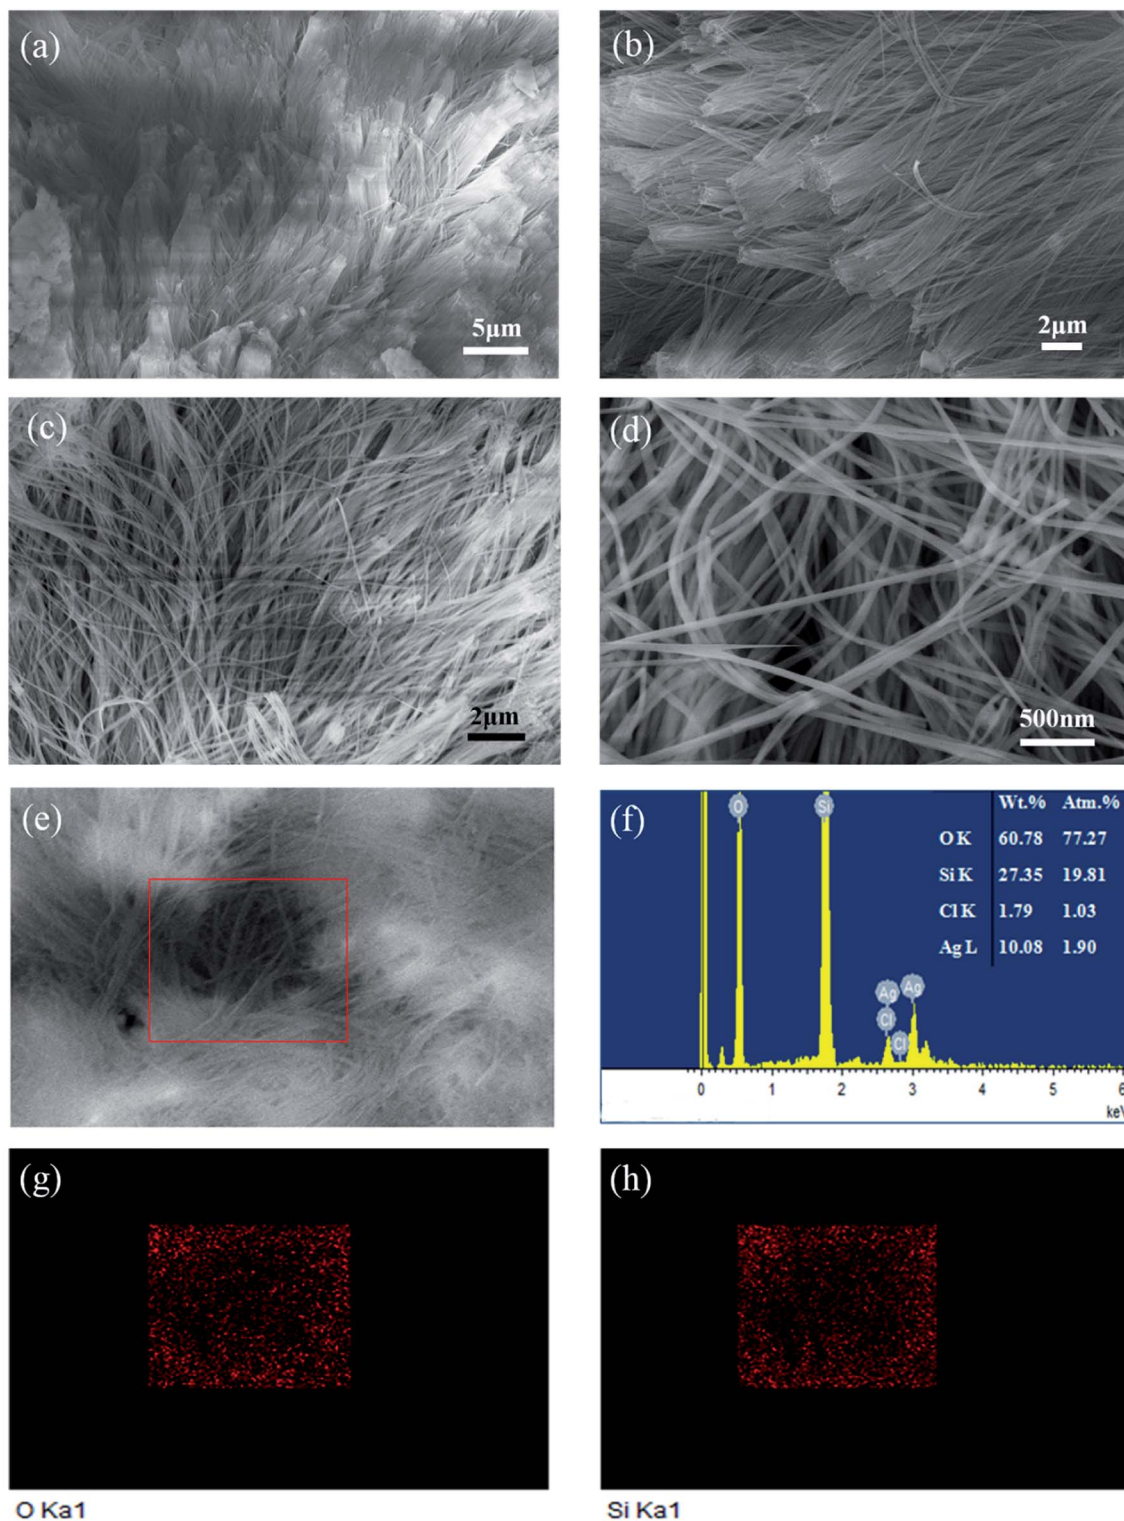 (a)
5μm
(b)
2μm
(c)
2μm
(d)
500nm
(e)
(f)
Wt.% Atm.%
O K 60.78 77.27
Si K 27.35 19.81
Cl K 1.79 1.03
Ag L 10.08 1.90
O
Si
Ag
Cl
Cl
Ag
0 1 2 3 4 5 6
keV
(g)
O Ka1
(h)
Si Ka1